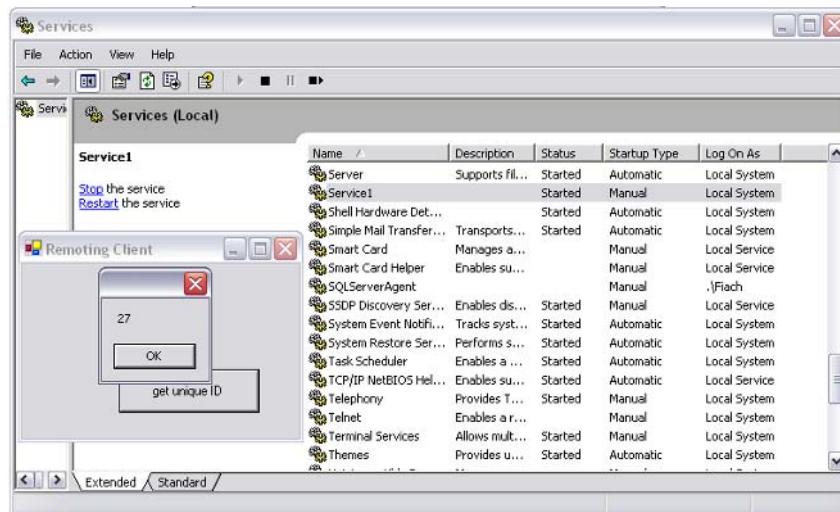 Services
File Action View Help
Servi
Services (Local)
Service1
Stop the service
Restart the service
Name Description Status Startup Type Log On As
Server Supports fil... Started Automatic Local System
Service1 Started Manual Local System
Shell Hardware Det... Started Automatic Local System
Simple Mail Transfer... Transports... Started Automatic Local System
Smart Card Manages a... Manual Local Service
Smart Card Helper Enables su... Manual Local Service
SQLServerAgent Manual .\Fiach
SSDP Discovery Ser... Enables dis... Started Manual Local Service
System Event Notifi... Tracks syst... Started Automatic Local System
System Restore Ser... Performs s... Started Automatic Local System
Task Scheduler Enables a ... Started Automatic Local System
TCP/IP NetBIOS Hel... Enables su... Started Automatic Local Service
Telephony Provides T... Started Manual Local System
Telnet Enables a r... Manual Local System
Terminal Services Allows mult... Started Manual Local System
Themes Provides u... Started Automatic Local System
Remoting Client
27
OK
get unique ID
Extended Standard